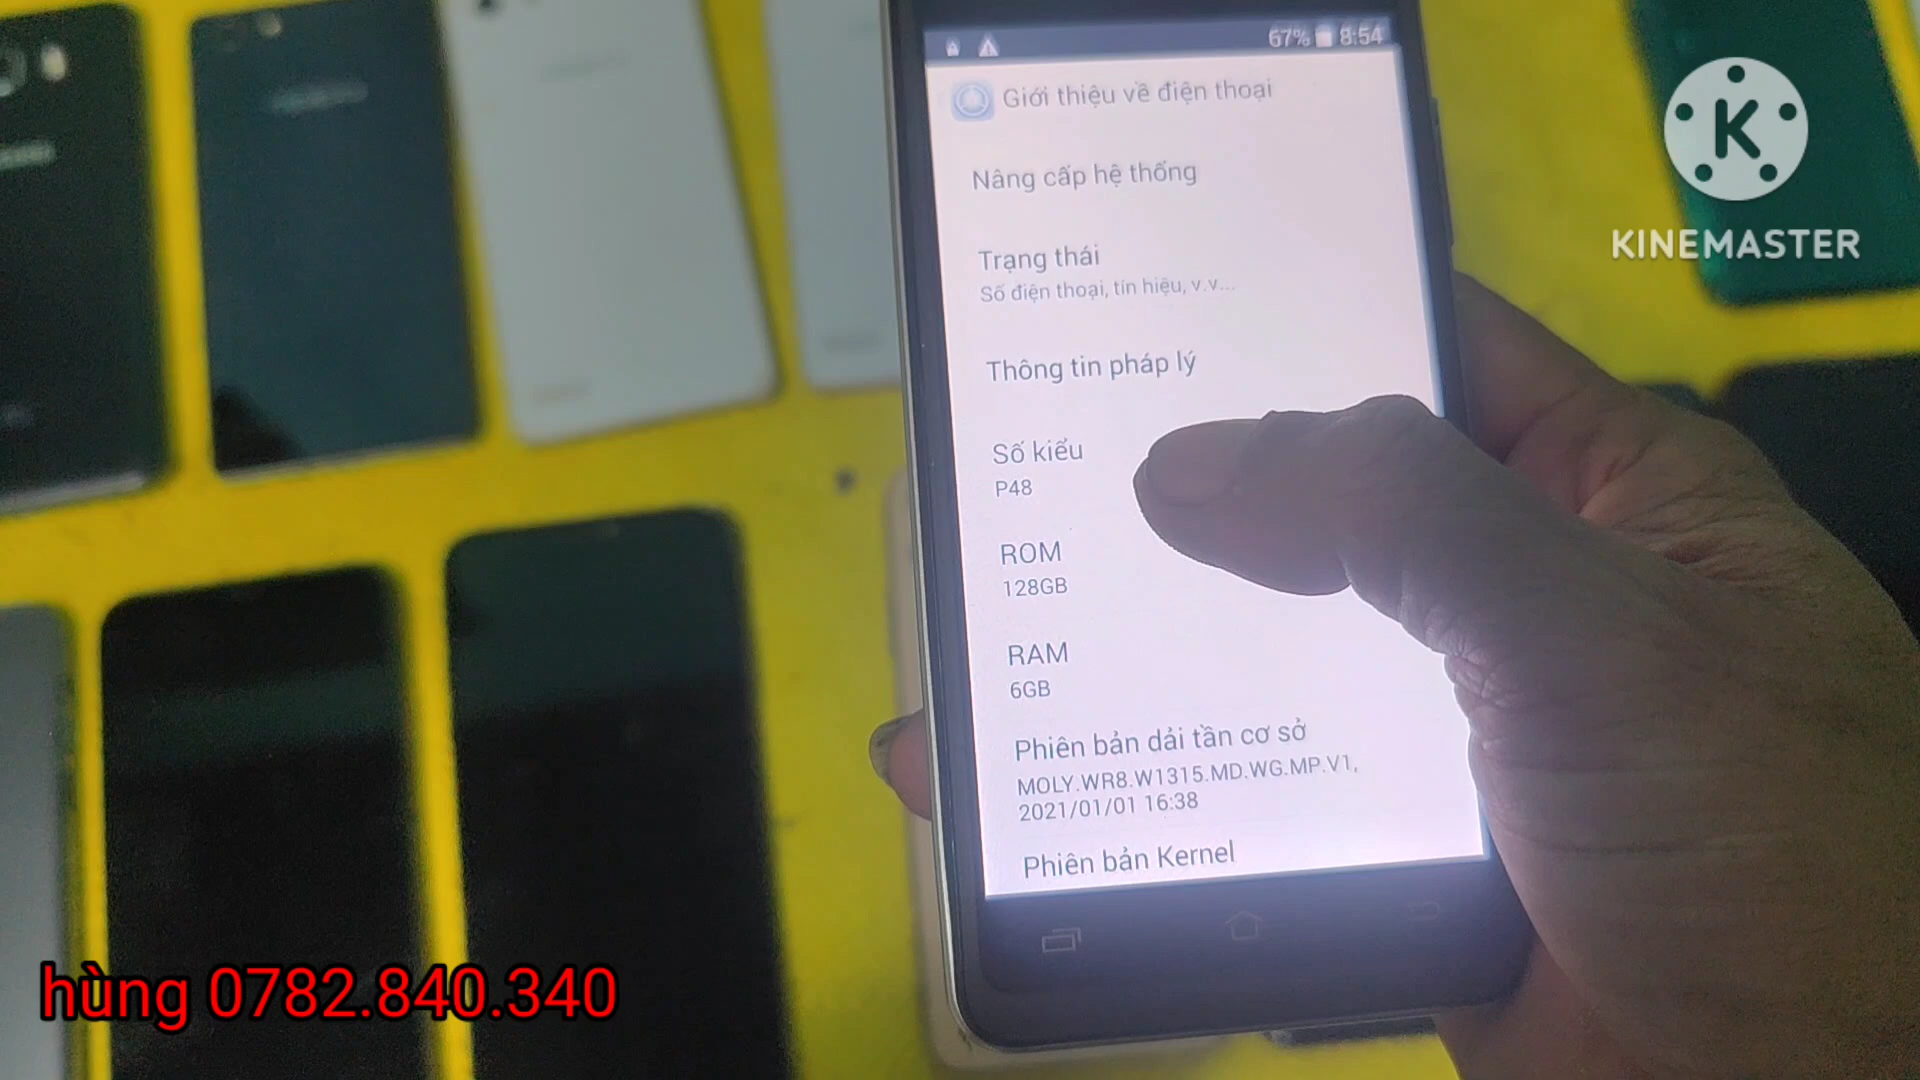 67% 8:54
Giới thiệu về điện thoại
Nâng cấp hệ thống
Trạng thái
Số điện thoại, tín hiệu, v.v...
Thông tin pháp lý
Số kiểu
P48
ROM
128GB
RAM
6GB
Phiên bản dải tần cơ sở
MOLY.WR8.W1315.MD.WG.MP.V1,
2021/01/01 16:38
Phiên bản Kernel
K
KINEMASTER
hùng 0782.840.340